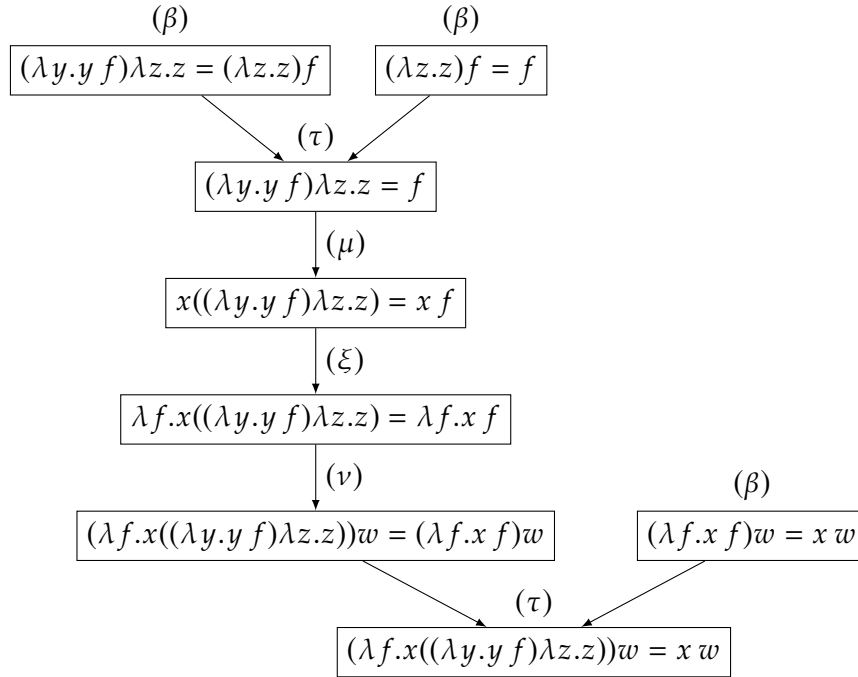 (β) (β)
(λy.y f)λz.z = (λz.z)f (λz.z)f = f
(τ)
(λy.y f)λz.z = f
(μ)
x((λy.y f)λz.z) = x f
(ξ)
λf.x((λy.y f)λz.z) = λf.x f
(ν)
(β)
(λf.x((λy.y f)λz.z))w = (λf.x f)w (λf.x f)w = x w
(τ)
(λf.x((λy.y f)λz.z))w = x w